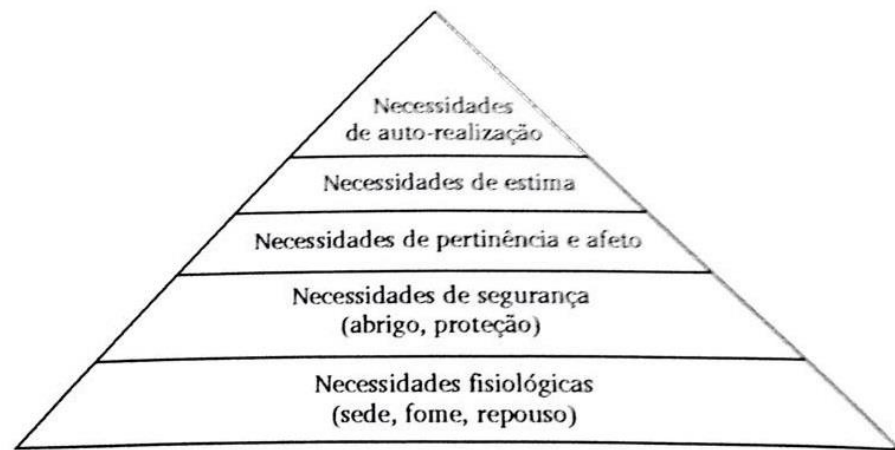 Necessidades
de auto-realização
Necessidades de estima
Necessidades de pertinência e afeto
Necessidades de segurança
(abrigo, proteção)
Necessidades fisiológicas
(sede, fome, repouso)